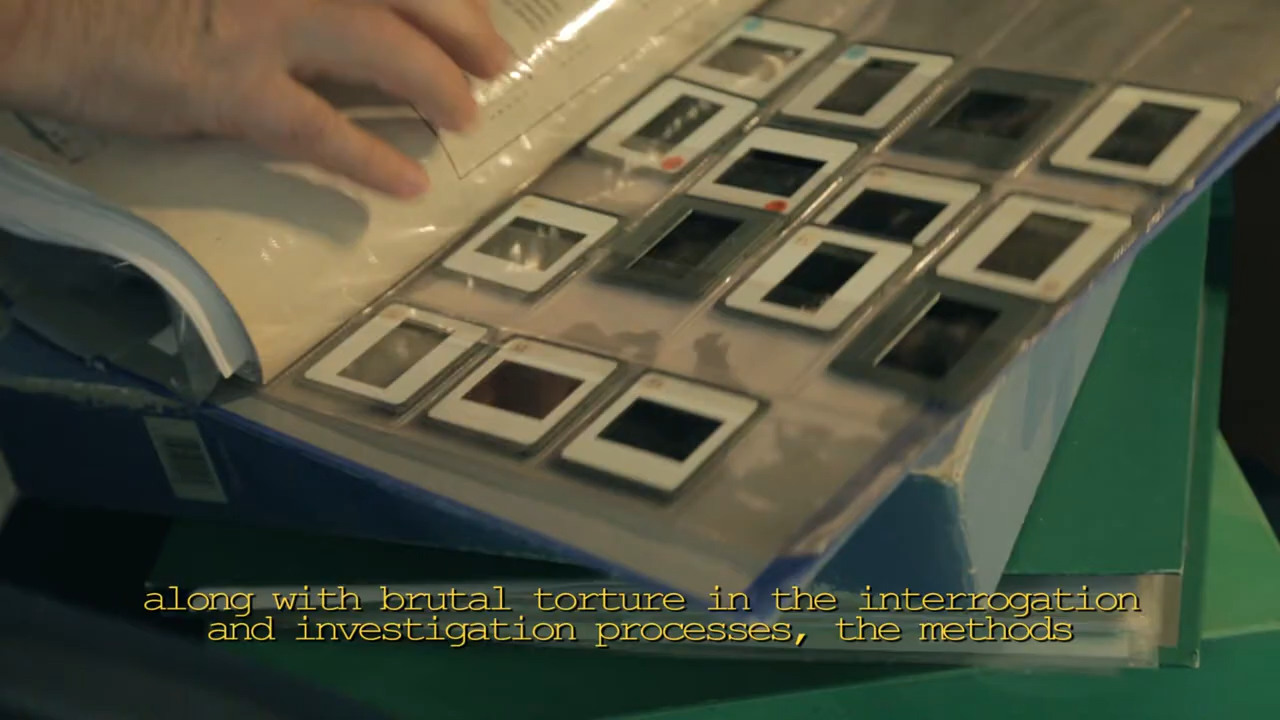 along with brutal torture in the interrogation
and investigation processes, the methods